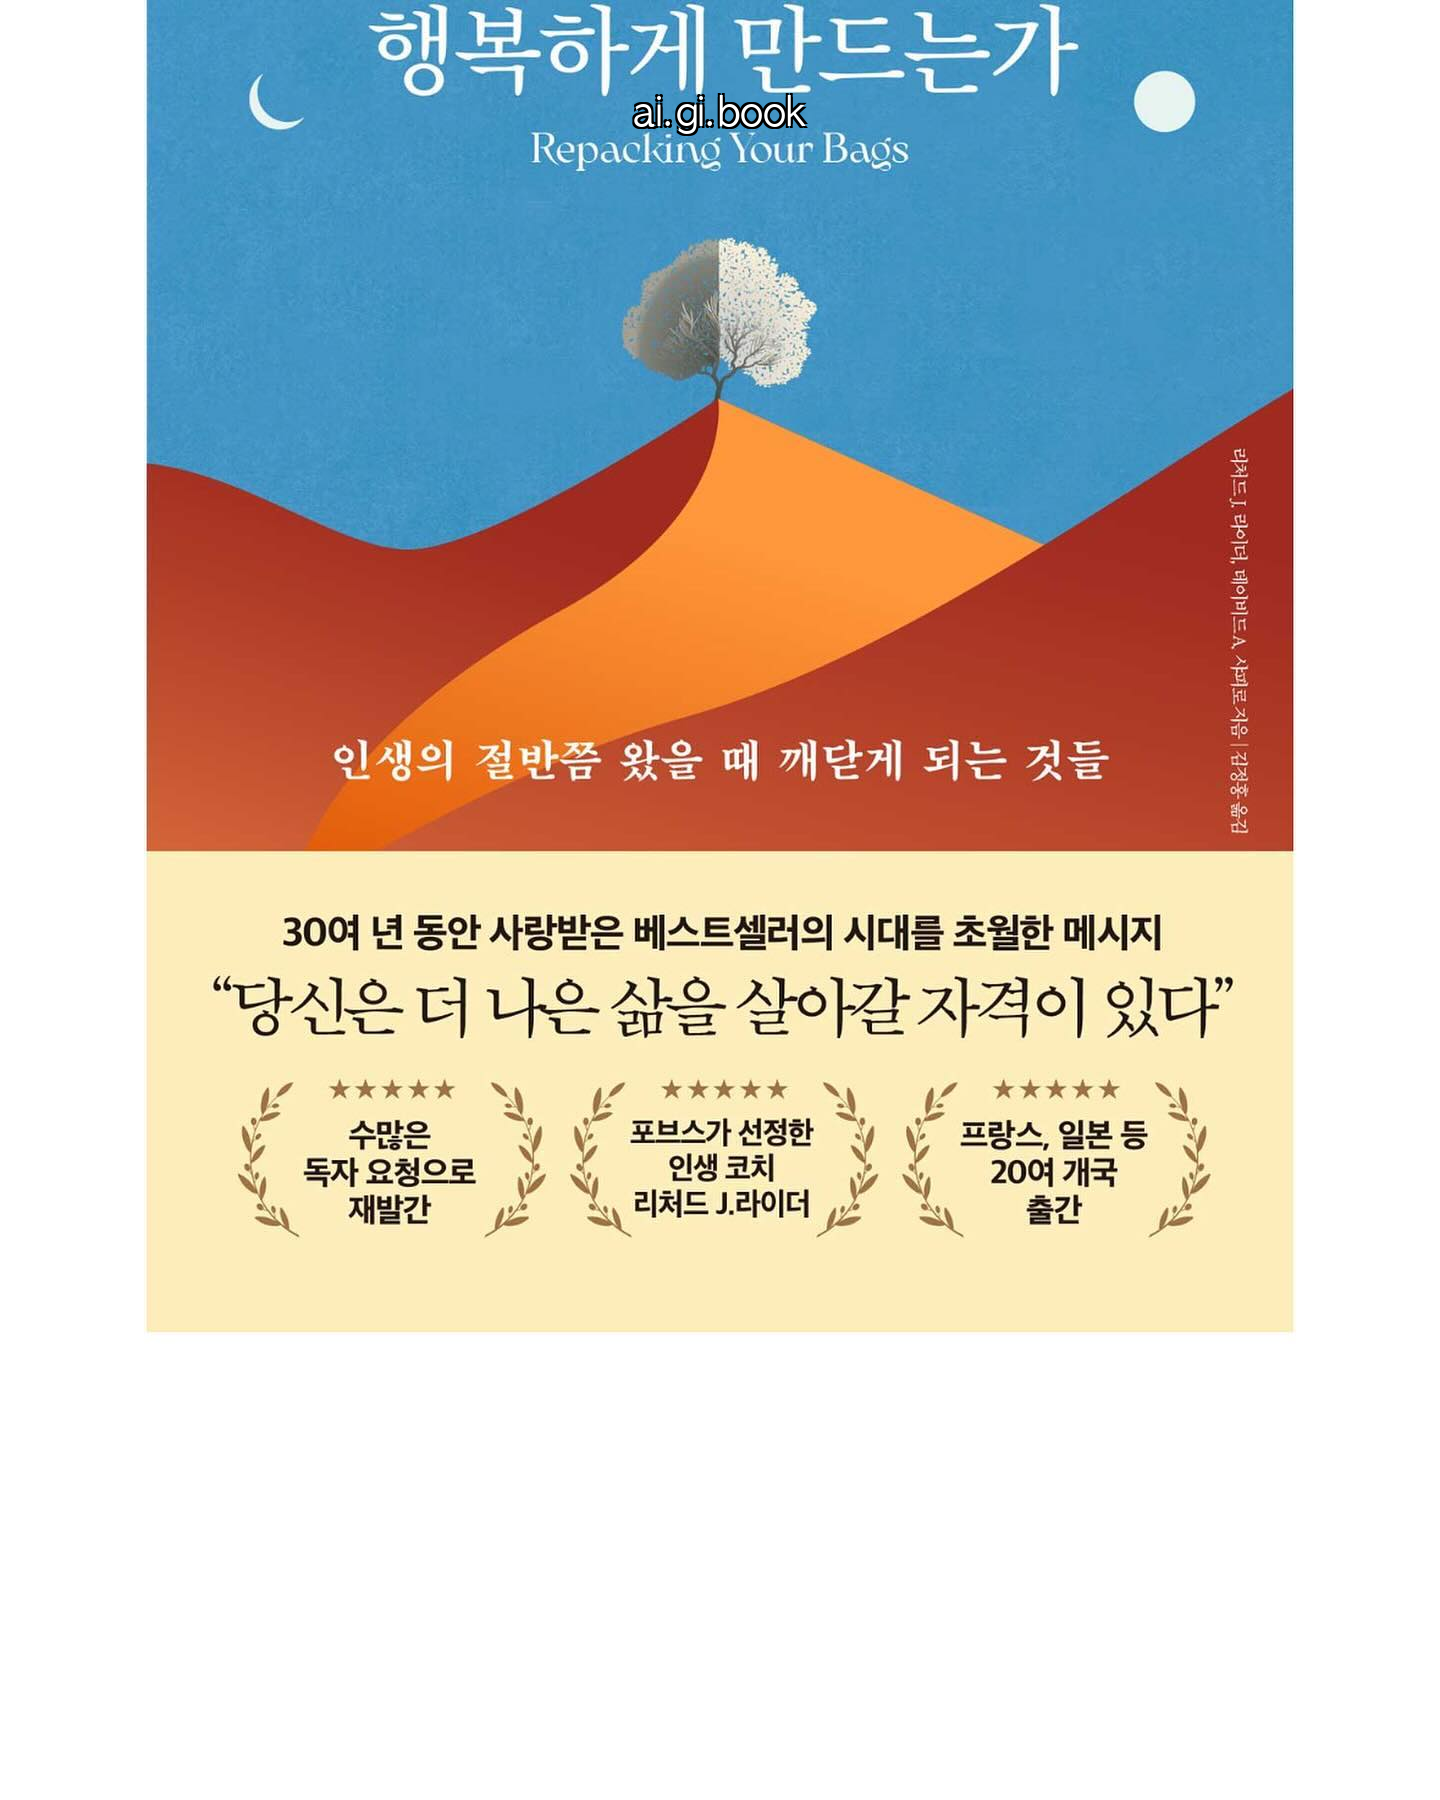 행복하게 만드는가
ai.gi.book
Repacking Your Bags
리처드 J. 라이더, 데이비드 A. 샤피로 지음 | 김정홍 옮김
인생의 절반쯤 왔을 때 깨닫게 되는 것들
30여 년 동안 사랑받은 베스트셀러의 시대를 초월한 메시지
“당신은 더 나은 삶을 살아갈 자격이 있다”
★★★★★
수많은
독자 요청으로
재발간
★★★★★
포브스가 선정한
인생 코치
리처드 J.라이더
★★★★★
프랑스, 일본 등
20여 개국
출간